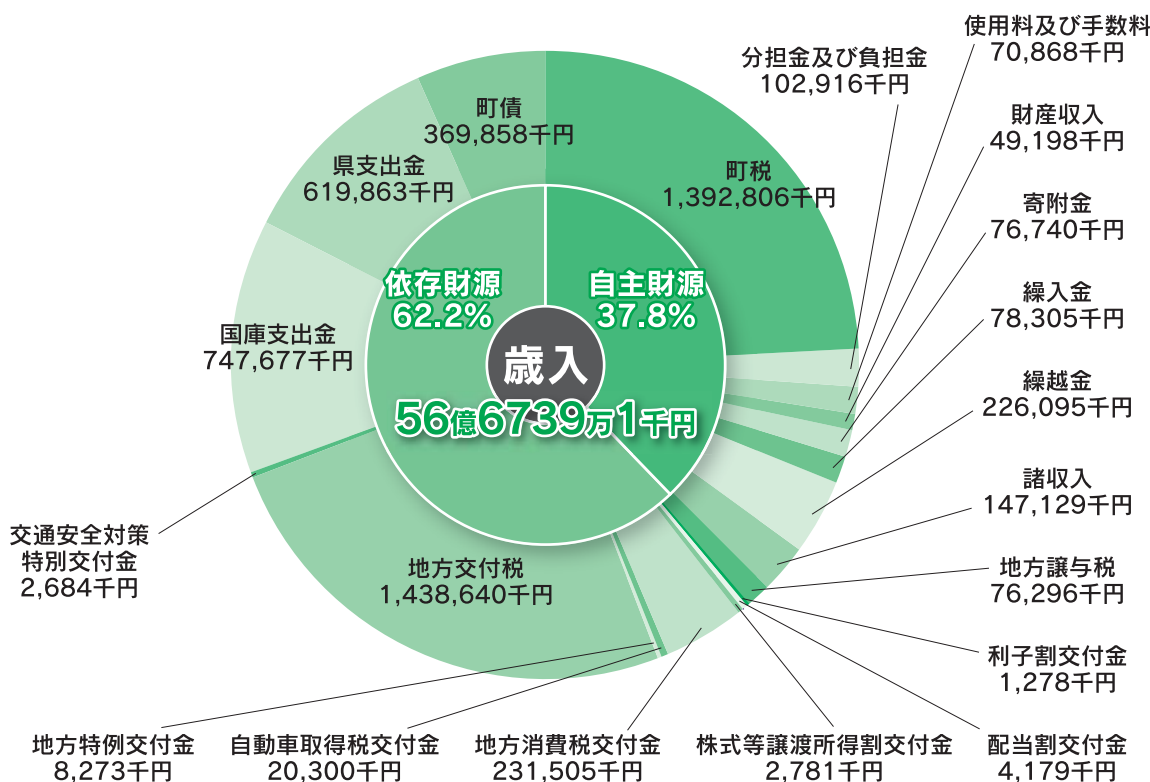 歳入
56億6739万1千円
自主財源
37.8%
依存財源
62.2%
町税
1,392,806千円
分担金及び負担金
102,916千円
使用料及び手数料
70,868千円
財産収入
49,198千円
寄附金
76,740千円
繰入金
78,305千円
繰越金
226,095千円
諸収入
147,129千円
地方譲与税
76,296千円
利子割交付金
1,278千円
配当割交付金
4,179千円
株式等譲渡所得割交付金
2,781千円
地方消費税交付金
231,505千円
自動車取得税交付金
20,300千円
地方特例交付金
8,273千円
地方交付税
1,438,640千円
交通安全対策
特別交付金
2,684千円
国庫支出金
747,677千円
県支出金
619,863千円
町債
369,858千円